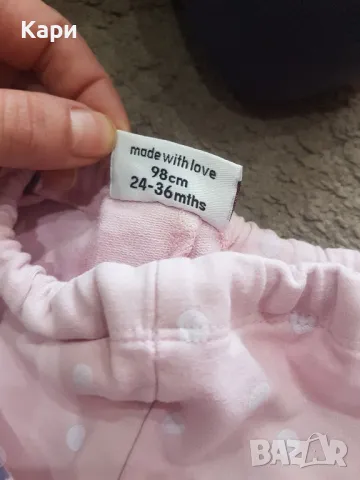 Кари
made with love
98cm
24-36mths
BAZAR